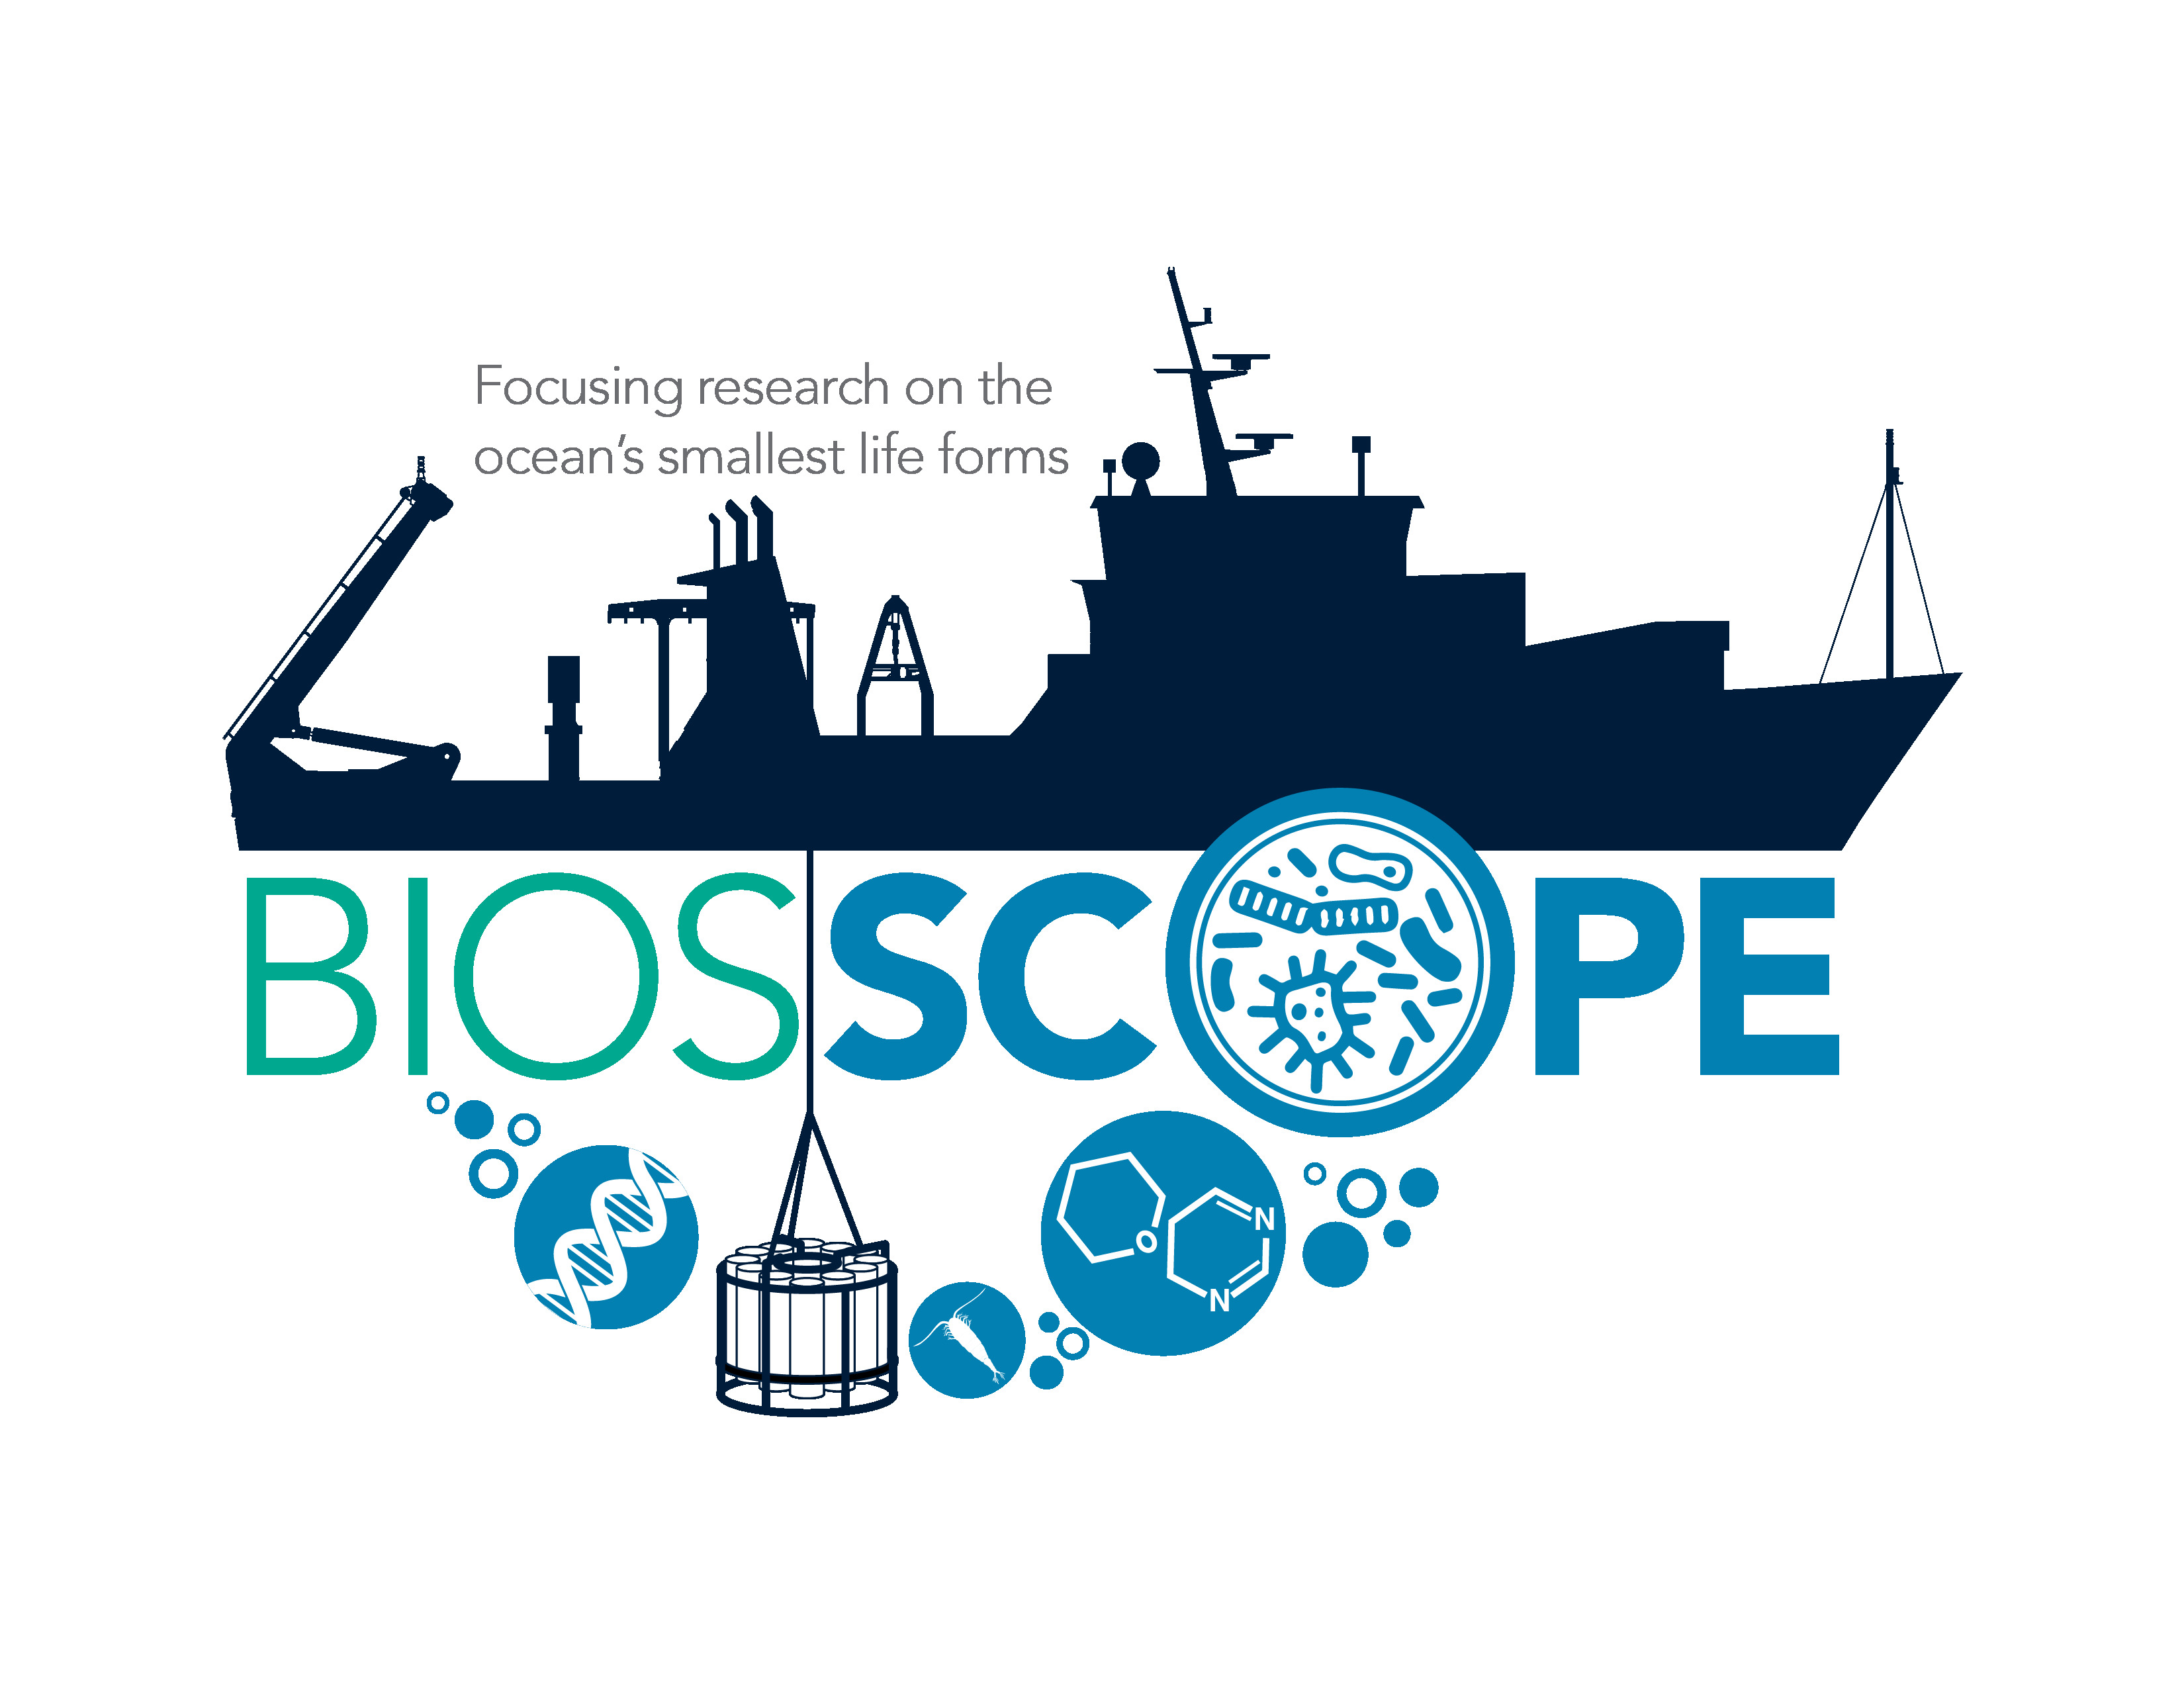 Focusing research on the
ocean's smallest life forms
BIOSSCOPE
O
N
N